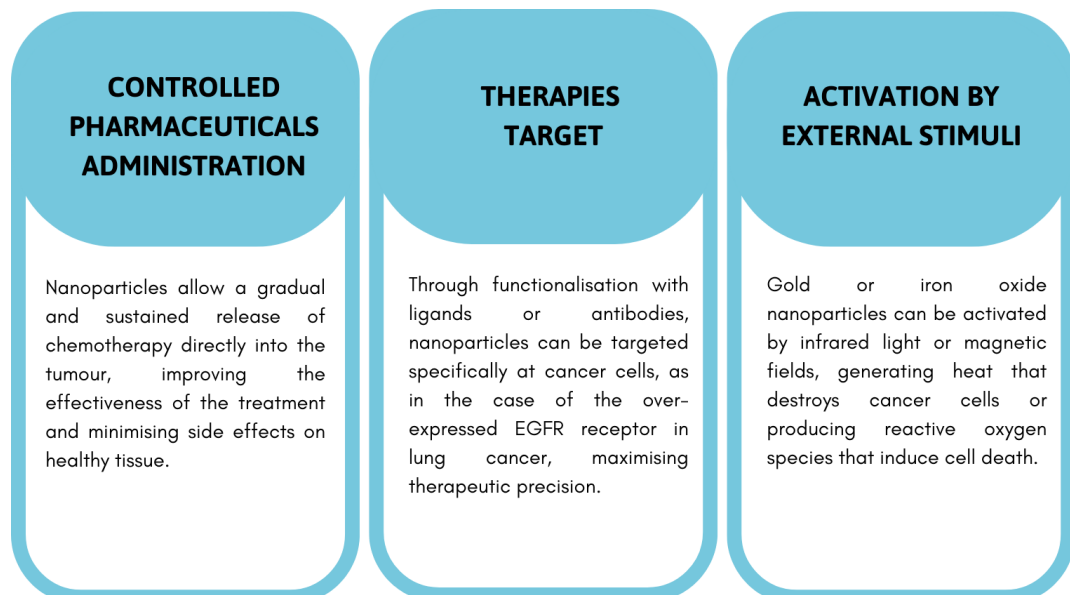 CONTROLLED
PHARMACEUTICALS
ADMINISTRATION
Nanoparticles allow a gradual
and sustained release of
chemotherapy directly into the
tumour, improving the
effectiveness of the treatment
and minimising side effects on
healthy tissue.
THERAPIES
TARGET
Through functionalisation with
ligands or antibodies,
nanoparticles can be targeted
specifically at cancer cells, as
in the case of the over-
expressed EGFR receptor in
lung cancer, maximising
therapeutic precision.
ACTIVATION BY
EXTERNAL STIMULI
Gold or iron oxide
nanoparticles can be activated
by infrared light or magnetic
fields, generating heat that
destroys cancer cells or
producing reactive oxygen
species that induce cell death.